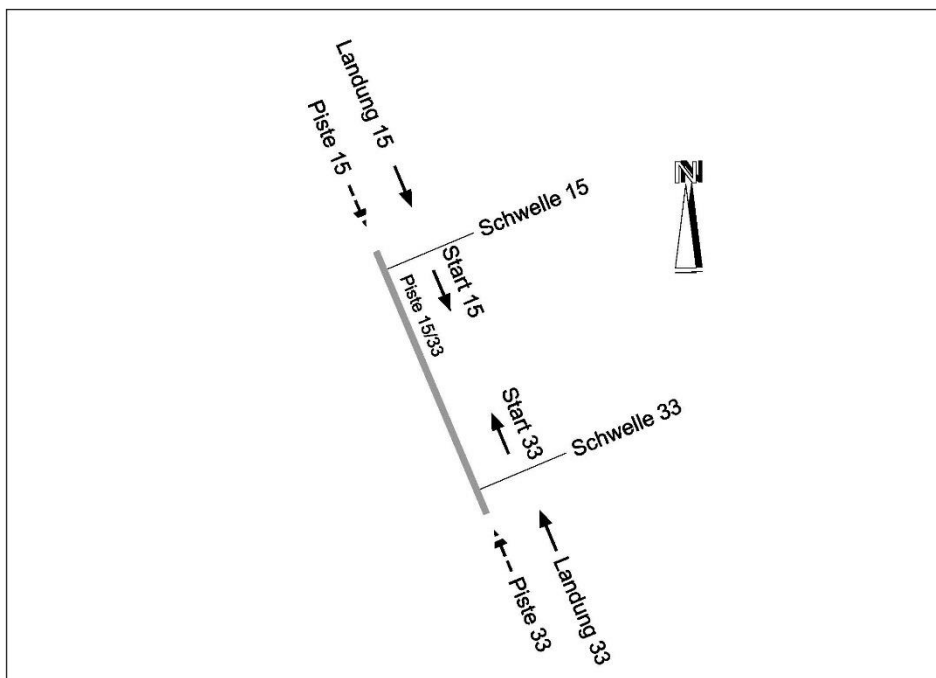 Landung 15
Piste 15
N
Schwelle 15
Start 15
Piste 15/33
Start 33
Schwelle 33
Landung 33
Piste 33